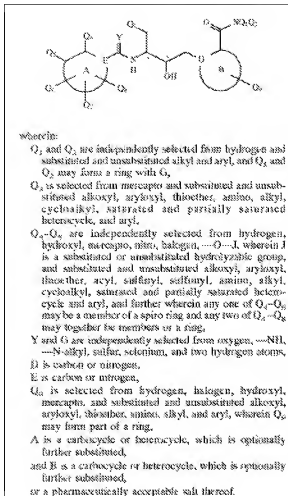 wherein:
Q₁ and Q₂ are independently selected from hydrogen and
substituted and unsubstituted alkyl and aryl, and Q₁ and
Q₂ may form a ring with G,
Q₃ is selected from mercapto and substituted and unsub-
stituted alkoxyl, aryloxyl, thioether, amino, alkyl,
cycloalkyl, saturated and partially saturated
heterocycle, and aryl,
Q₄–Q₈ are independently selected from hydrogen,
hydroxyl, mercapto, nitro, halogen, —O—J, wherein J
is a substituted or unsubstituted hydrolyzable group,
and substituted and unsubstituted alkoxyl, aryloxyl,
thioether, acyl, sulfinyl, sulfonyl, amino, alkyl,
cycloalkyl, saturated and partially saturated hetero-
cycle and aryl, and further wherein any one of Q₄–Q₈
may be a member of a spiro ring and any two of Q₄–Q₈
may together be members of a ring,
Y and G are independently selected from oxygen, —NH,
—N-alkyl, sulfur, selenium, and two hydrogen atoms,
D is carbon or nitrogen,
E is carbon or nitrogen,
Q₉ is selected from hydrogen, halogen, hydroxyl,
mercapto, and substituted and unsubstituted alkoxyl,
aryloxyl, thioether, amino, alkyl, and aryl, wherein Q₉
may form part of a ring,
A is a carbocycle or heterocycle, which is optionally
further substituted,
and B is a carbocycle or heterocycle, which is optionally
further substituted,
or a pharmaceutically acceptable salt thereof.